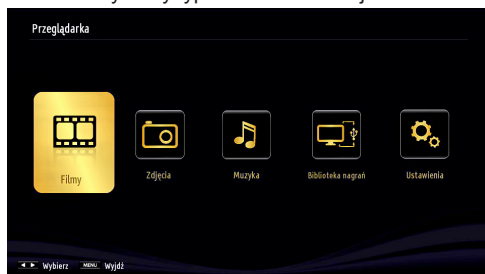 Przeglądarka
Filmy
Zdjęcia
Muzyka
Biblioteka nagrań
Ustawienia
Wybierz MENU Wyjdź